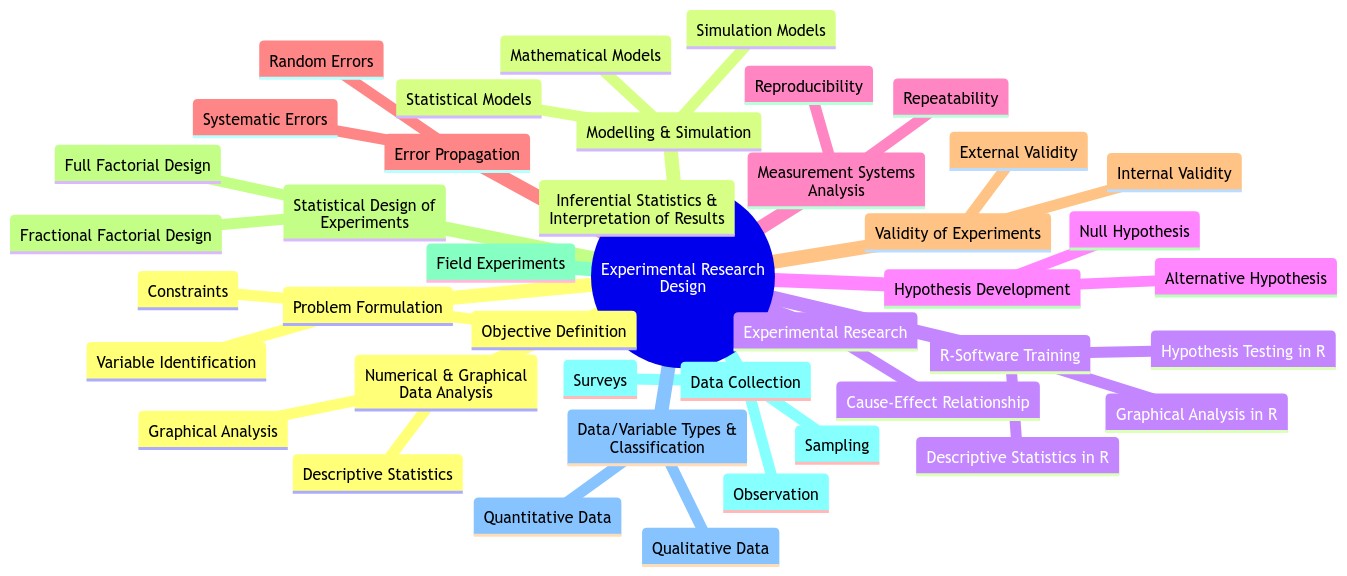 Simulation Models
Mathematical Models
Random Errors
Reproducibility
Repeatability
Statistical Models
Systematic Errors
Modelling & Simulation
External Validity
Error Propagation
Full Factorial Design
Measurement Systems
Analysis
Internal Validity
Inferential Statistics &
Interpretation of Results
Statistical Design of
Experiments
Fractional Factorial Design
Validity of Experiments
Null Hypothesis
Field Experiments
Experimental Research
Design
Alternative Hypothesis
Constraints
Hypothesis Development
Problem Formulation
Objective Definition
Experimental Research
Variable Identification
R-Software Training
Hypothesis Testing in R
Numerical & Graphical
Data Analysis
Surveys
Data Collection
Cause-Effect Relationship
Graphical Analysis in R
Graphical Analysis
Data/Variable Types &
Classification
Sampling
Descriptive Statistics in R
Descriptive Statistics
Observation
Quantitative Data
Qualitative Data